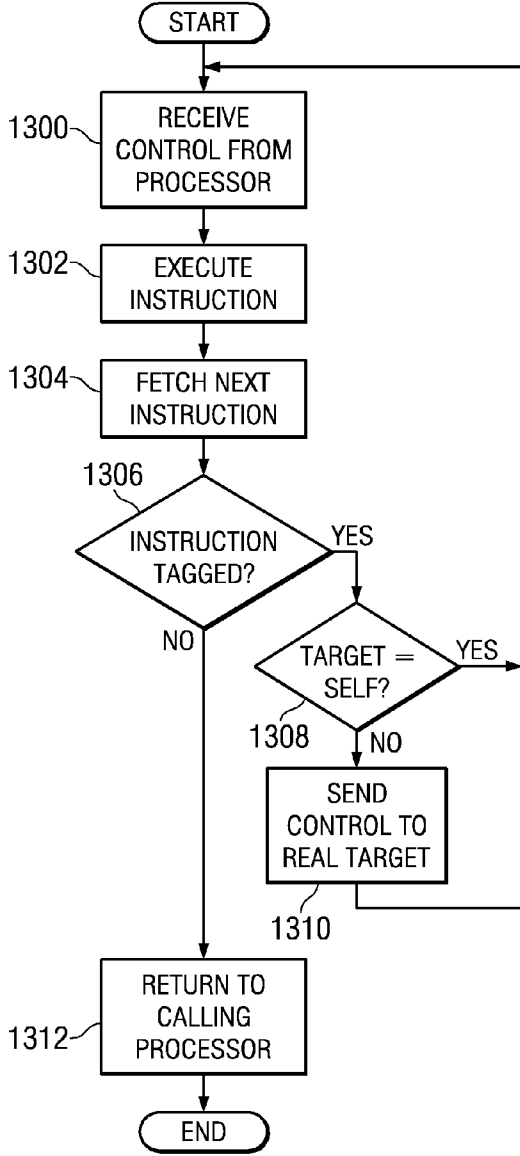 START
1300
RECEIVE
CONTROL FROM
PROCESSOR
1302
EXECUTE
INSTRUCTION
1304
FETCH NEXT
INSTRUCTION
1306
INSTRUCTION
TAGGED?
YES
NO
TARGET =
SELF?
YES
1308
NO
SEND
CONTROL TO
REAL TARGET
1310
RETURN TO
CALLING
PROCESSOR
1312
END